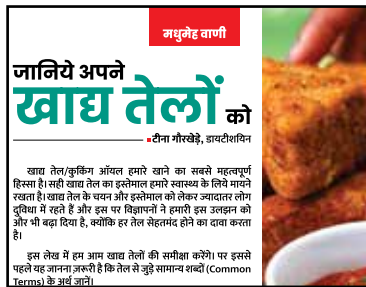 मधुमेह वाणी
जानिये अपने
खाद्य तेलों को
टीना गौरखेड़े, डायटीशयिन
खाद्य तेल/कुकिंग ऑयल हमारे खाने का सबसे महत्वपूर्ण
हिस्सा है। सही खाद्य तेल का इस्तेमाल हमारे स्वास्थ्य के लिये मायने
रखता है। खाद्य तेल के चयन और इस्तेमाल को लेकर ज्यादातर लोग
दुविधा में रहते हैं और इस पर विज्ञापनों ने हमारी इस उलझन को
और भी बढ़ा दिया है, क्योंकि हर तेल सेहतमंद होने का दावा करता
है।
इस लेख में हम आम खाद्य तेलों की समीक्षा करेंगे। पर इससे
पहले यह जानना ज़रूरी है कि तेल से जुड़े सामान्य शब्दों (Common
Terms) के अर्थ जानें।